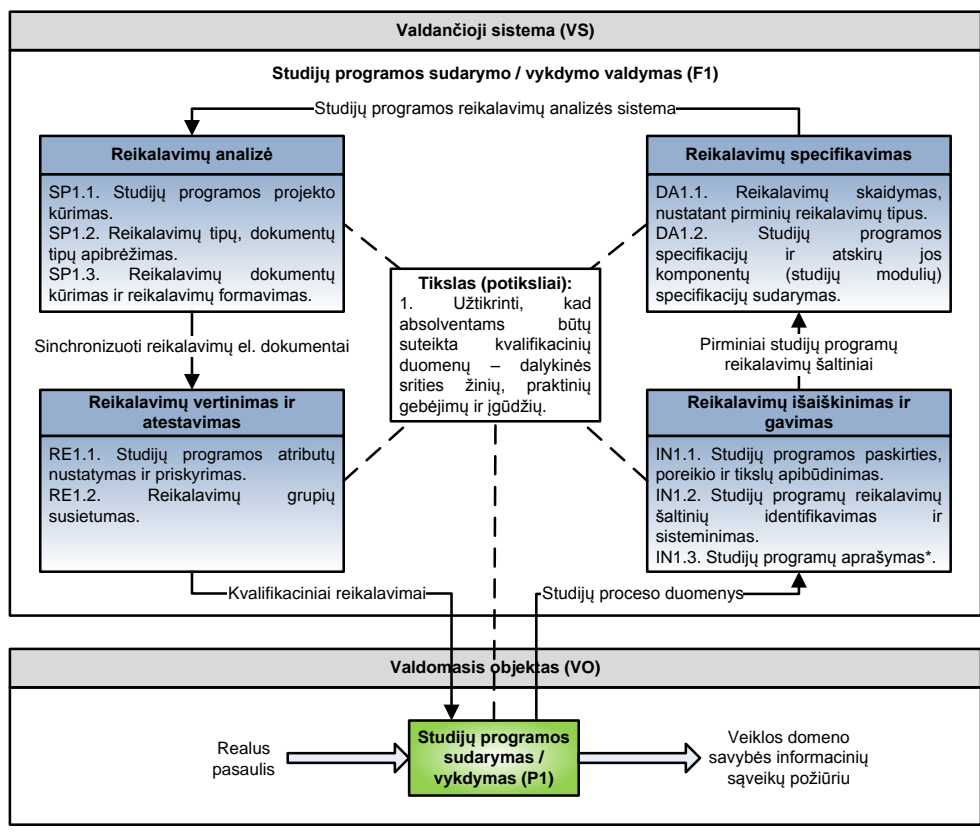 Valdančioji sistema (VS)
Studijų programos sudarymo / vykdymo valdymas (F1)
Studijų programos reikalavimų analizės sistema
Reikalavimų analizė
SP1.1. Studijų programos projekto
kūrimas.
SP1.2. Reikalavimų tipų, dokumentų
tipų apibrėžimas.
SP1.3. Reikalavimų dokumentų
kūrimas ir reikalavimų formavimas.
Reikalavimų specifikavimas
DA1.1. Reikalavimų skaidymas,
nustatant pirminių reikalavimų tipus.
DA1.2. Studijų programos
specifikacijų ir atskirų jos
komponentų (studijų modulių)
specifikacijų sudarymas.
Tikslas (potiksliai):
1. Užtikrinti, kad
absolventams būtų
suteikta kvalifikacinių
duomenų – dalykinės
srities žinių, praktinių
gebėjimų ir įgūdžių.
Sinchronizuoti reikalavimų el. dokumentai
Pirminiai studijų programų
reikalavimų šaltiniai
Reikalavimų vertinimas ir
atestavimas
RE1.1. Studijų programos atributų
nustatymas ir priskyrimas.
RE1.2. Reikalavimų grupių
susietumas.
Reikalavimų išaiškinimas ir
gavimas
IN1.1. Studijų programos paskirties,
poreikio ir tikslų apibūdinimas.
IN1.2. Studijų programų reikalavimų
šaltinių identifikavimas ir
sisteminimas.
IN1.3. Studijų programų aprašymas*.
Kvalifikaciniai reikalavimai
Studijų proceso duomenys
Valdomasis objektas (VO)
Realus
pasaulis
Studijų programos
sudarymas /
vykdymas (P1)
Veiklos domeno
savybės informacinių
sąveikų požiūriu